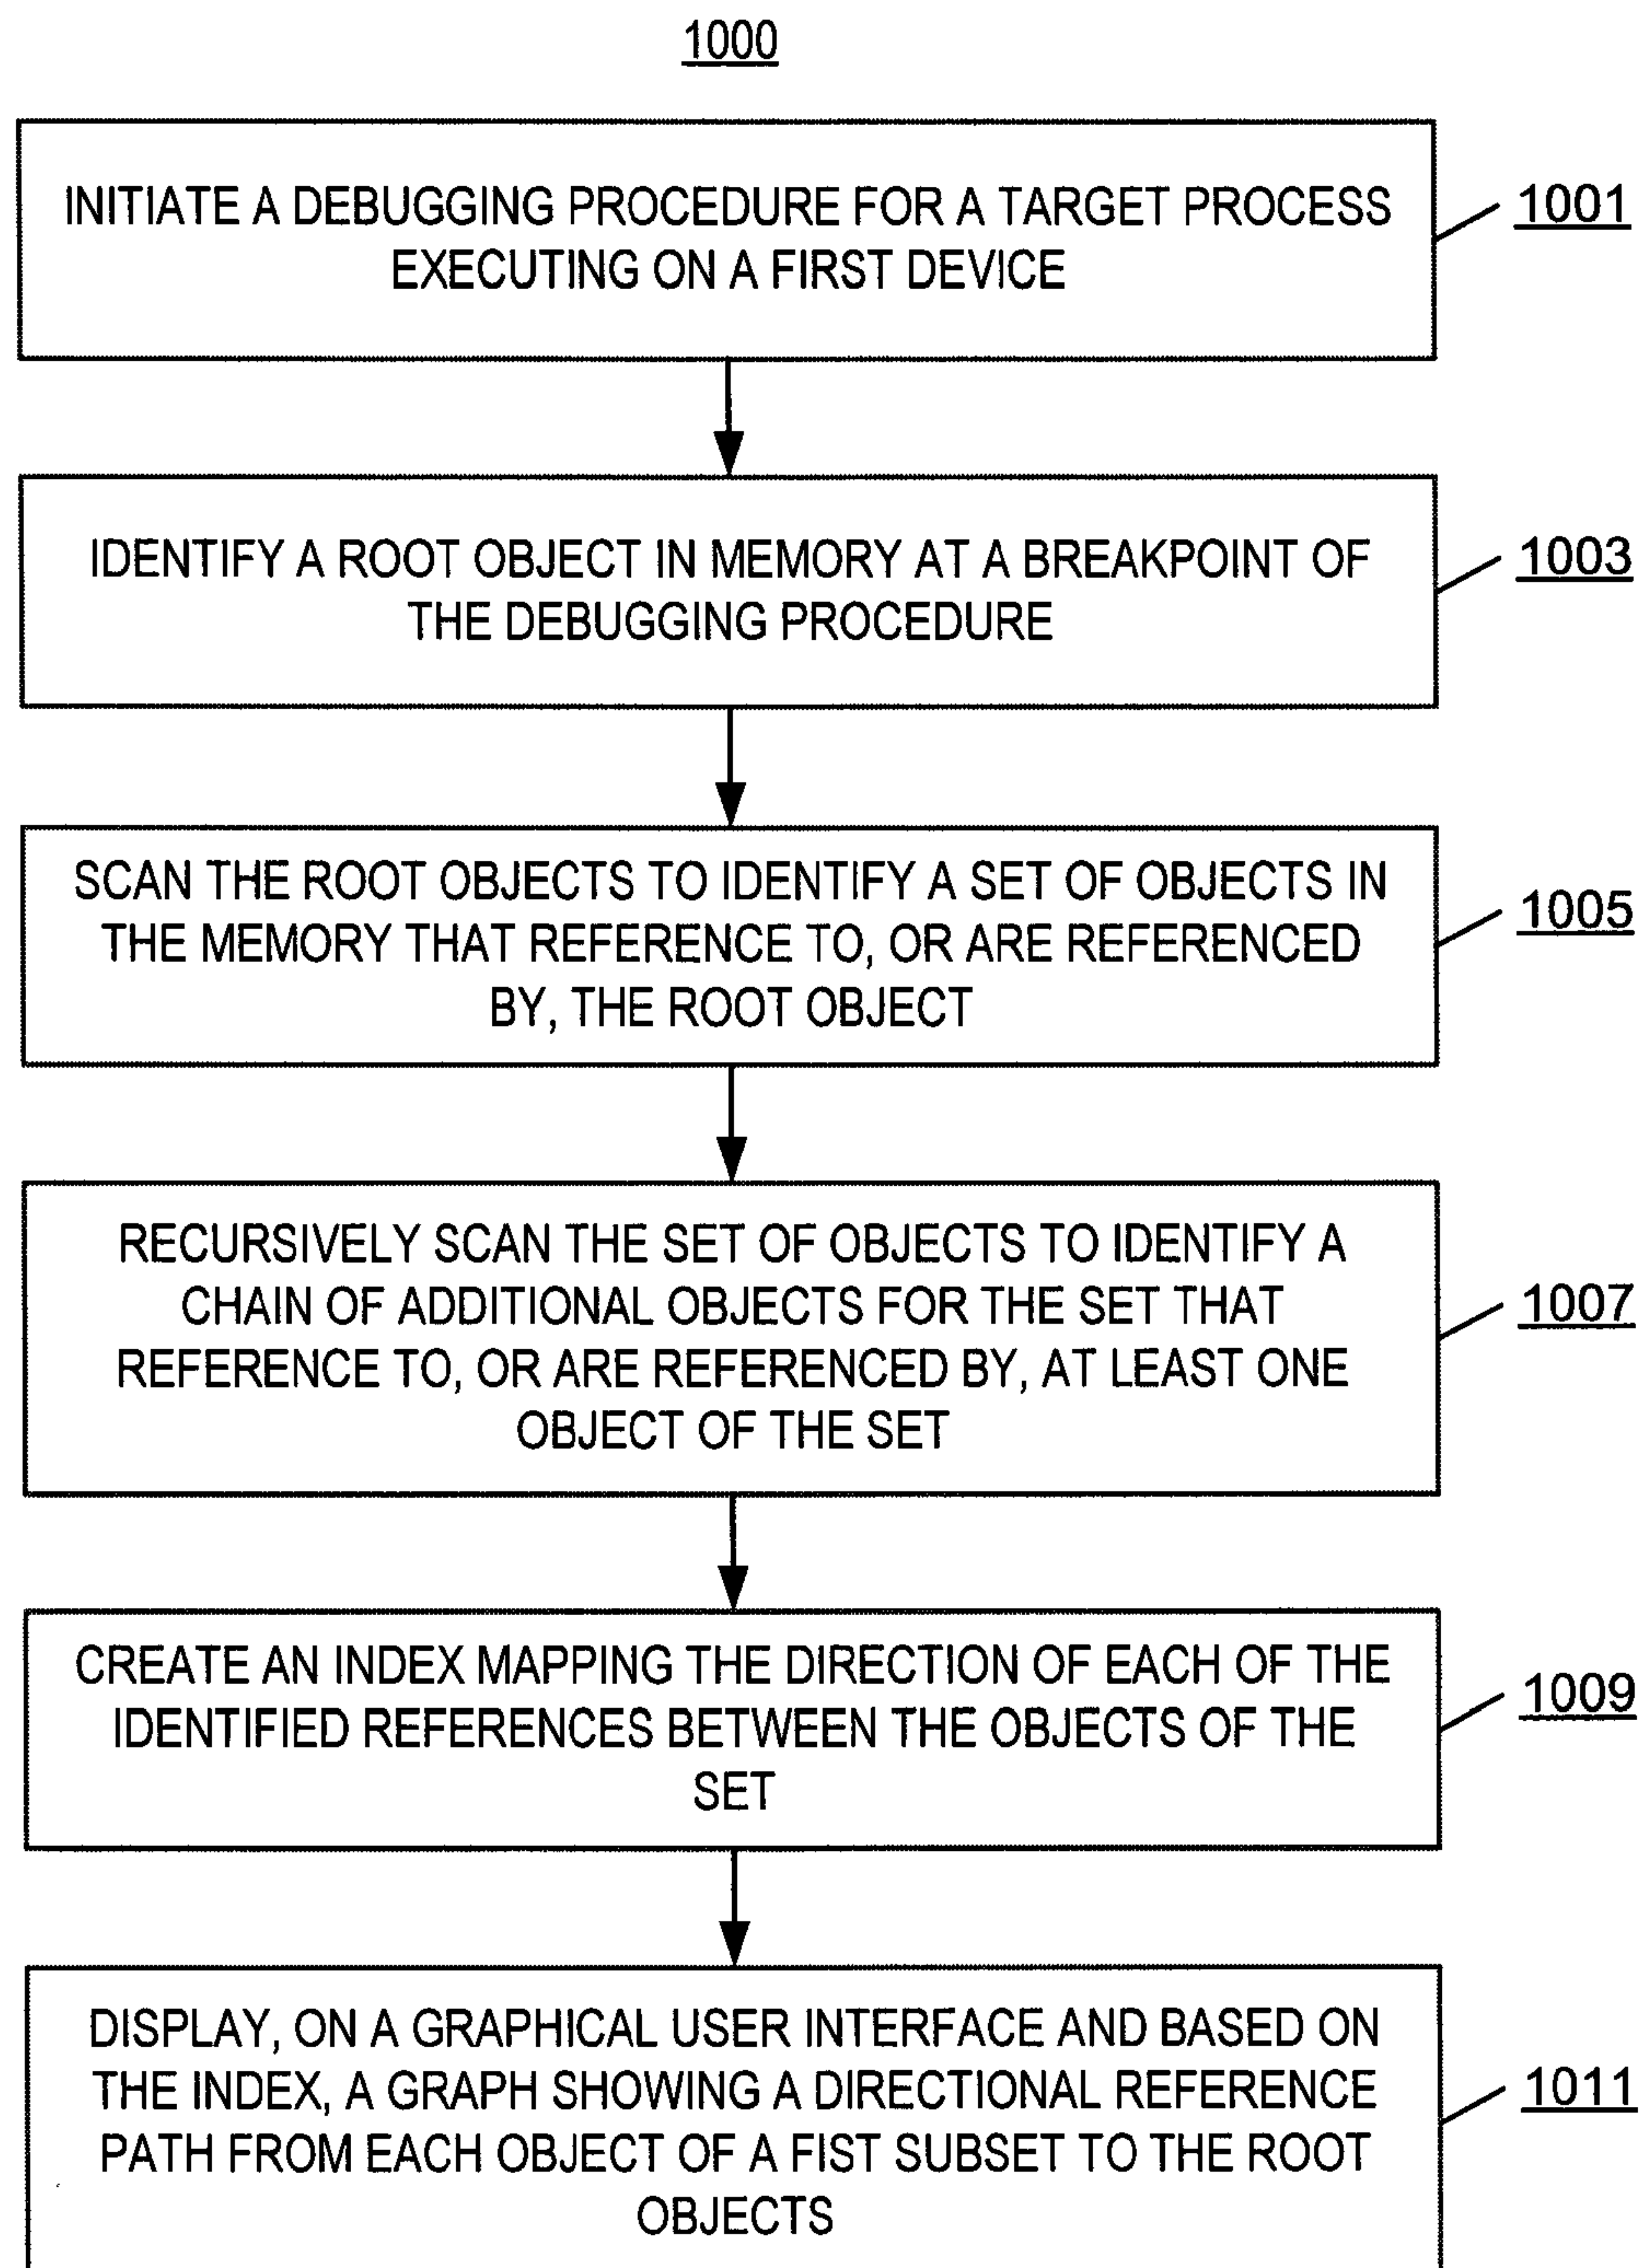 1000
INITIATE A DEBUGGING PROCEDURE FOR A TARGET PROCESS
EXECUTING ON A FIRST DEVICE
1001
IDENTIFY A ROOT OBJECT IN MEMORY AT A BREAKPOINT OF
THE DEBUGGING PROCEDURE
1003
SCAN THE ROOT OBJECTS TO IDENTIFY A SET OF OBJECTS IN
THE MEMORY THAT REFERENCE TO, OR ARE REFERENCED
BY, THE ROOT OBJECT
1005
RECURSIVELY SCAN THE SET OF OBJECTS TO IDENTIFY A
CHAIN OF ADDITIONAL OBJECTS FOR THE SET THAT
REFERENCE TO, OR ARE REFERENCED BY, AT LEAST ONE
OBJECT OF THE SET
1007
CREATE AN INDEX MAPPING THE DIRECTION OF EACH OF THE
IDENTIFIED REFERENCES BETWEEN THE OBJECTS OF THE
SET
1009
DISPLAY, ON A GRAPHICAL USER INTERFACE AND BASED ON
THE INDEX, A GRAPH SHOWING A DIRECTIONAL REFERENCE
PATH FROM EACH OBJECT OF A FIST SUBSET TO THE ROOT
OBJECTS
1011